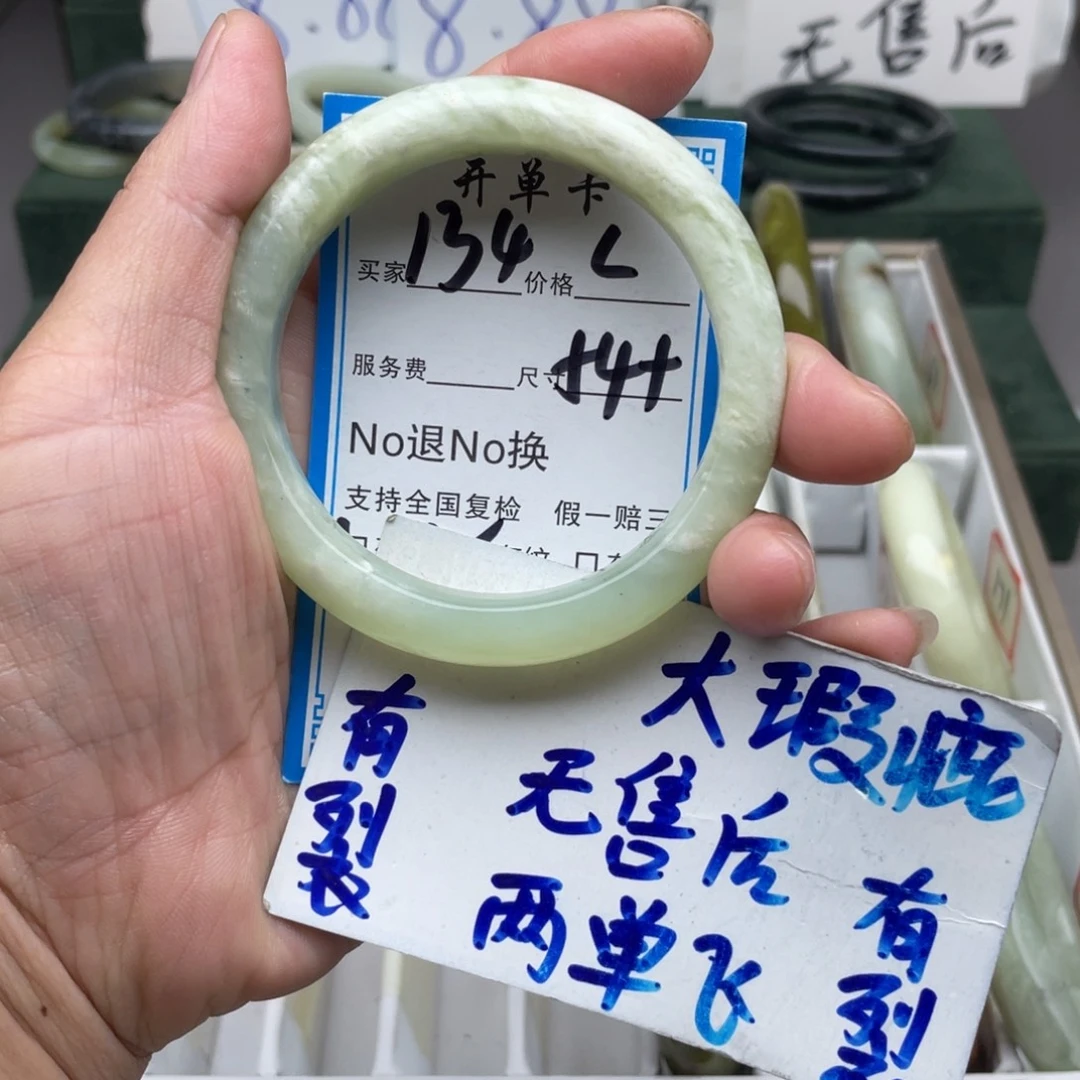 无售后
开单卡
买家 134 价格 L
服务费 尺寸
No退No换
支持全国复检 假一赔三
大瑕疵
有裂
无售后
两单飞
有裂